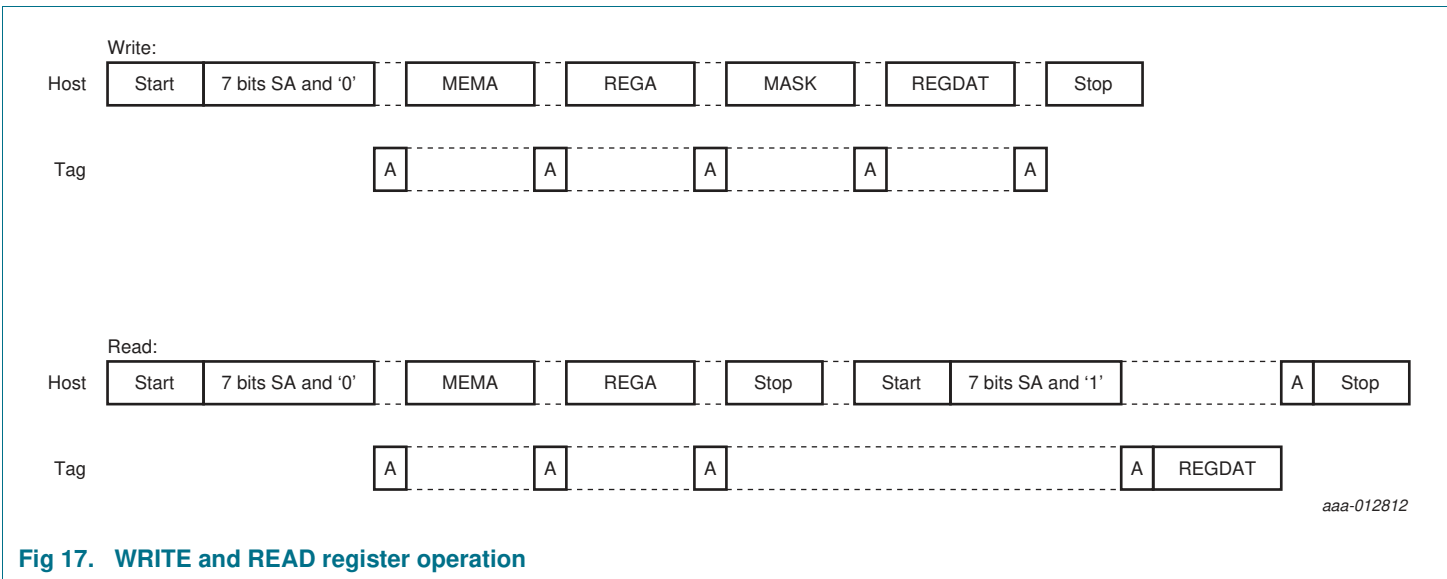 Write:
Host Start 7 bits SA and ‘0’ MEMA REGA MASK REGDAT Stop
Tag A A A A A
Read:
Host Start 7 bits SA and ‘0’ MEMA REGA Stop Start 7 bits SA and ‘1’ A Stop
Tag A A A A REGDAT
aaa-012812
Fig 17. WRITE and READ register operation